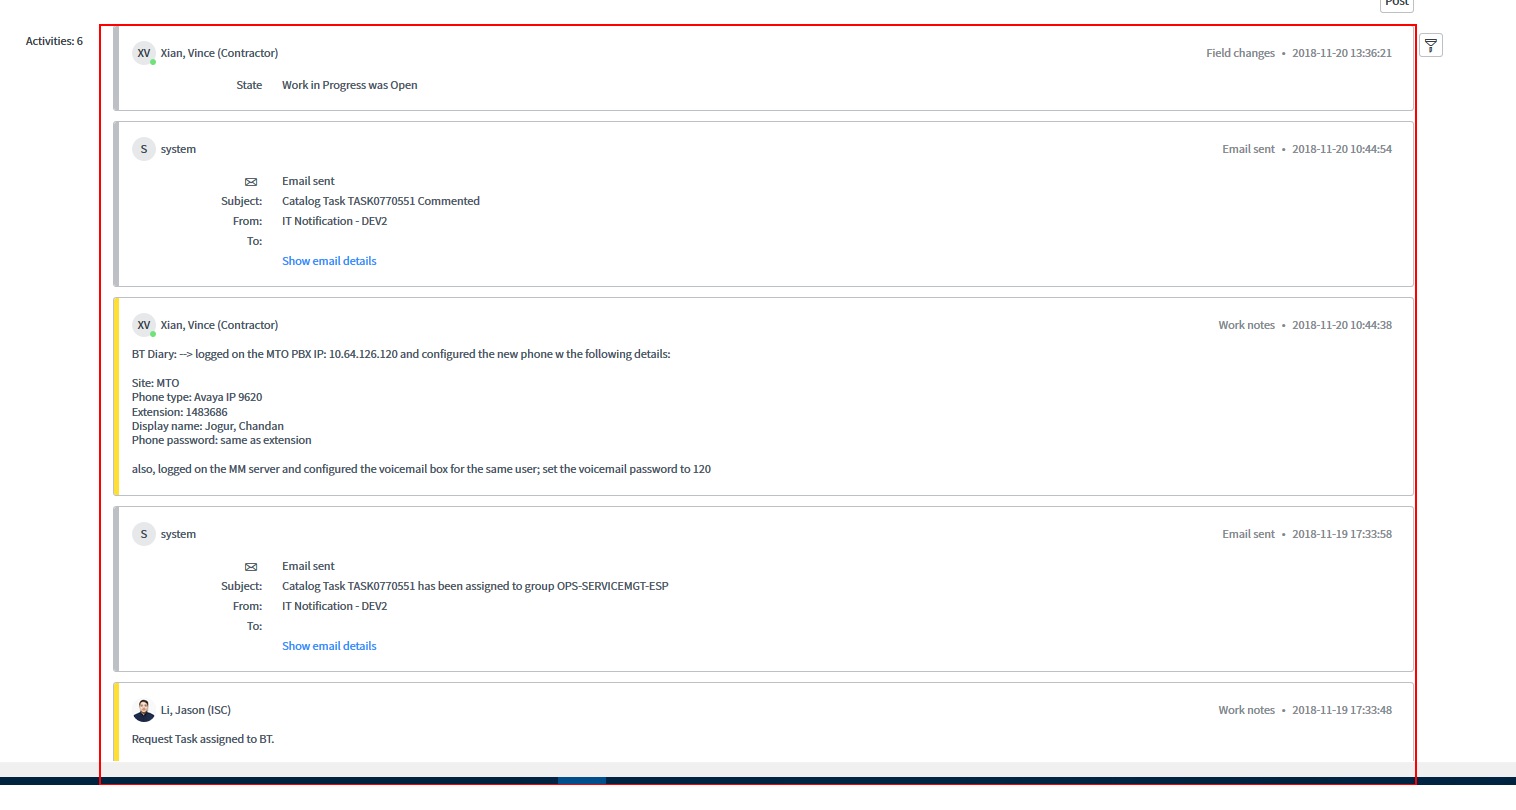 Post
Activities: 6
XV Xian, Vince (Contractor) Field changes • 2018-11-20 13:36:21
State Work in Progress was Open
S system Email sent • 2018-11-20 10:44:54
Email sent
Subject: Catalog Task TASK0770551 Commented
From: IT Notification - DEV2
To:
Show email details
XV Xian, Vince (Contractor) Work notes • 2018-11-20 10:44:38
BT Diary: --> logged on the MTO PBX IP: 10.64.126.120 and configured the new phone w the following details:
Site: MTO
Phone type: Avaya IP 9620
Extension: 1483686
Display name: Jogur, Chandan
Phone password: same as extension
also, logged on the MM server and configured the voicemail box for the same user; set the voicemail password to 120
S system Email sent • 2018-11-19 17:33:58
Email sent
Subject: Catalog Task TASK0770551 has been assigned to group OPS-SERVICEMGT-ESP
From: IT Notification - DEV2
To:
Show email details
Li, Jason (ISC) Work notes • 2018-11-19 17:33:48
Request Task assigned to BT.